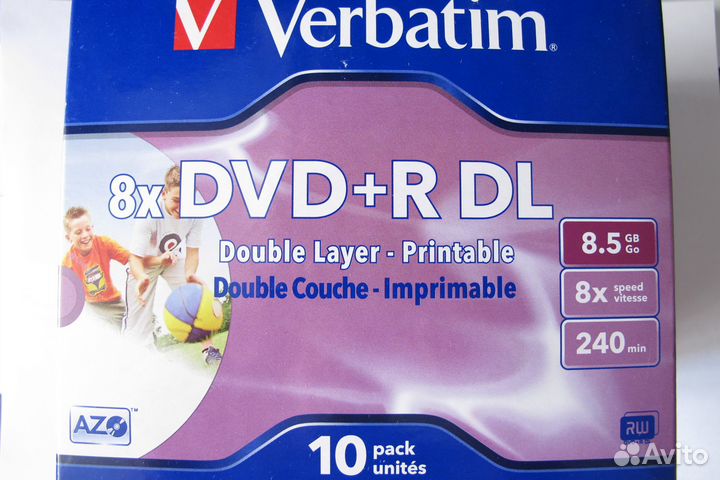 Verbatim®
8x DVD+R DL
Double Layer - Printable
Double Couche - Imprimable
8.5 GB Go
8x speed vitesse
240 min
AZO™
RW
10 pack unités
Avito